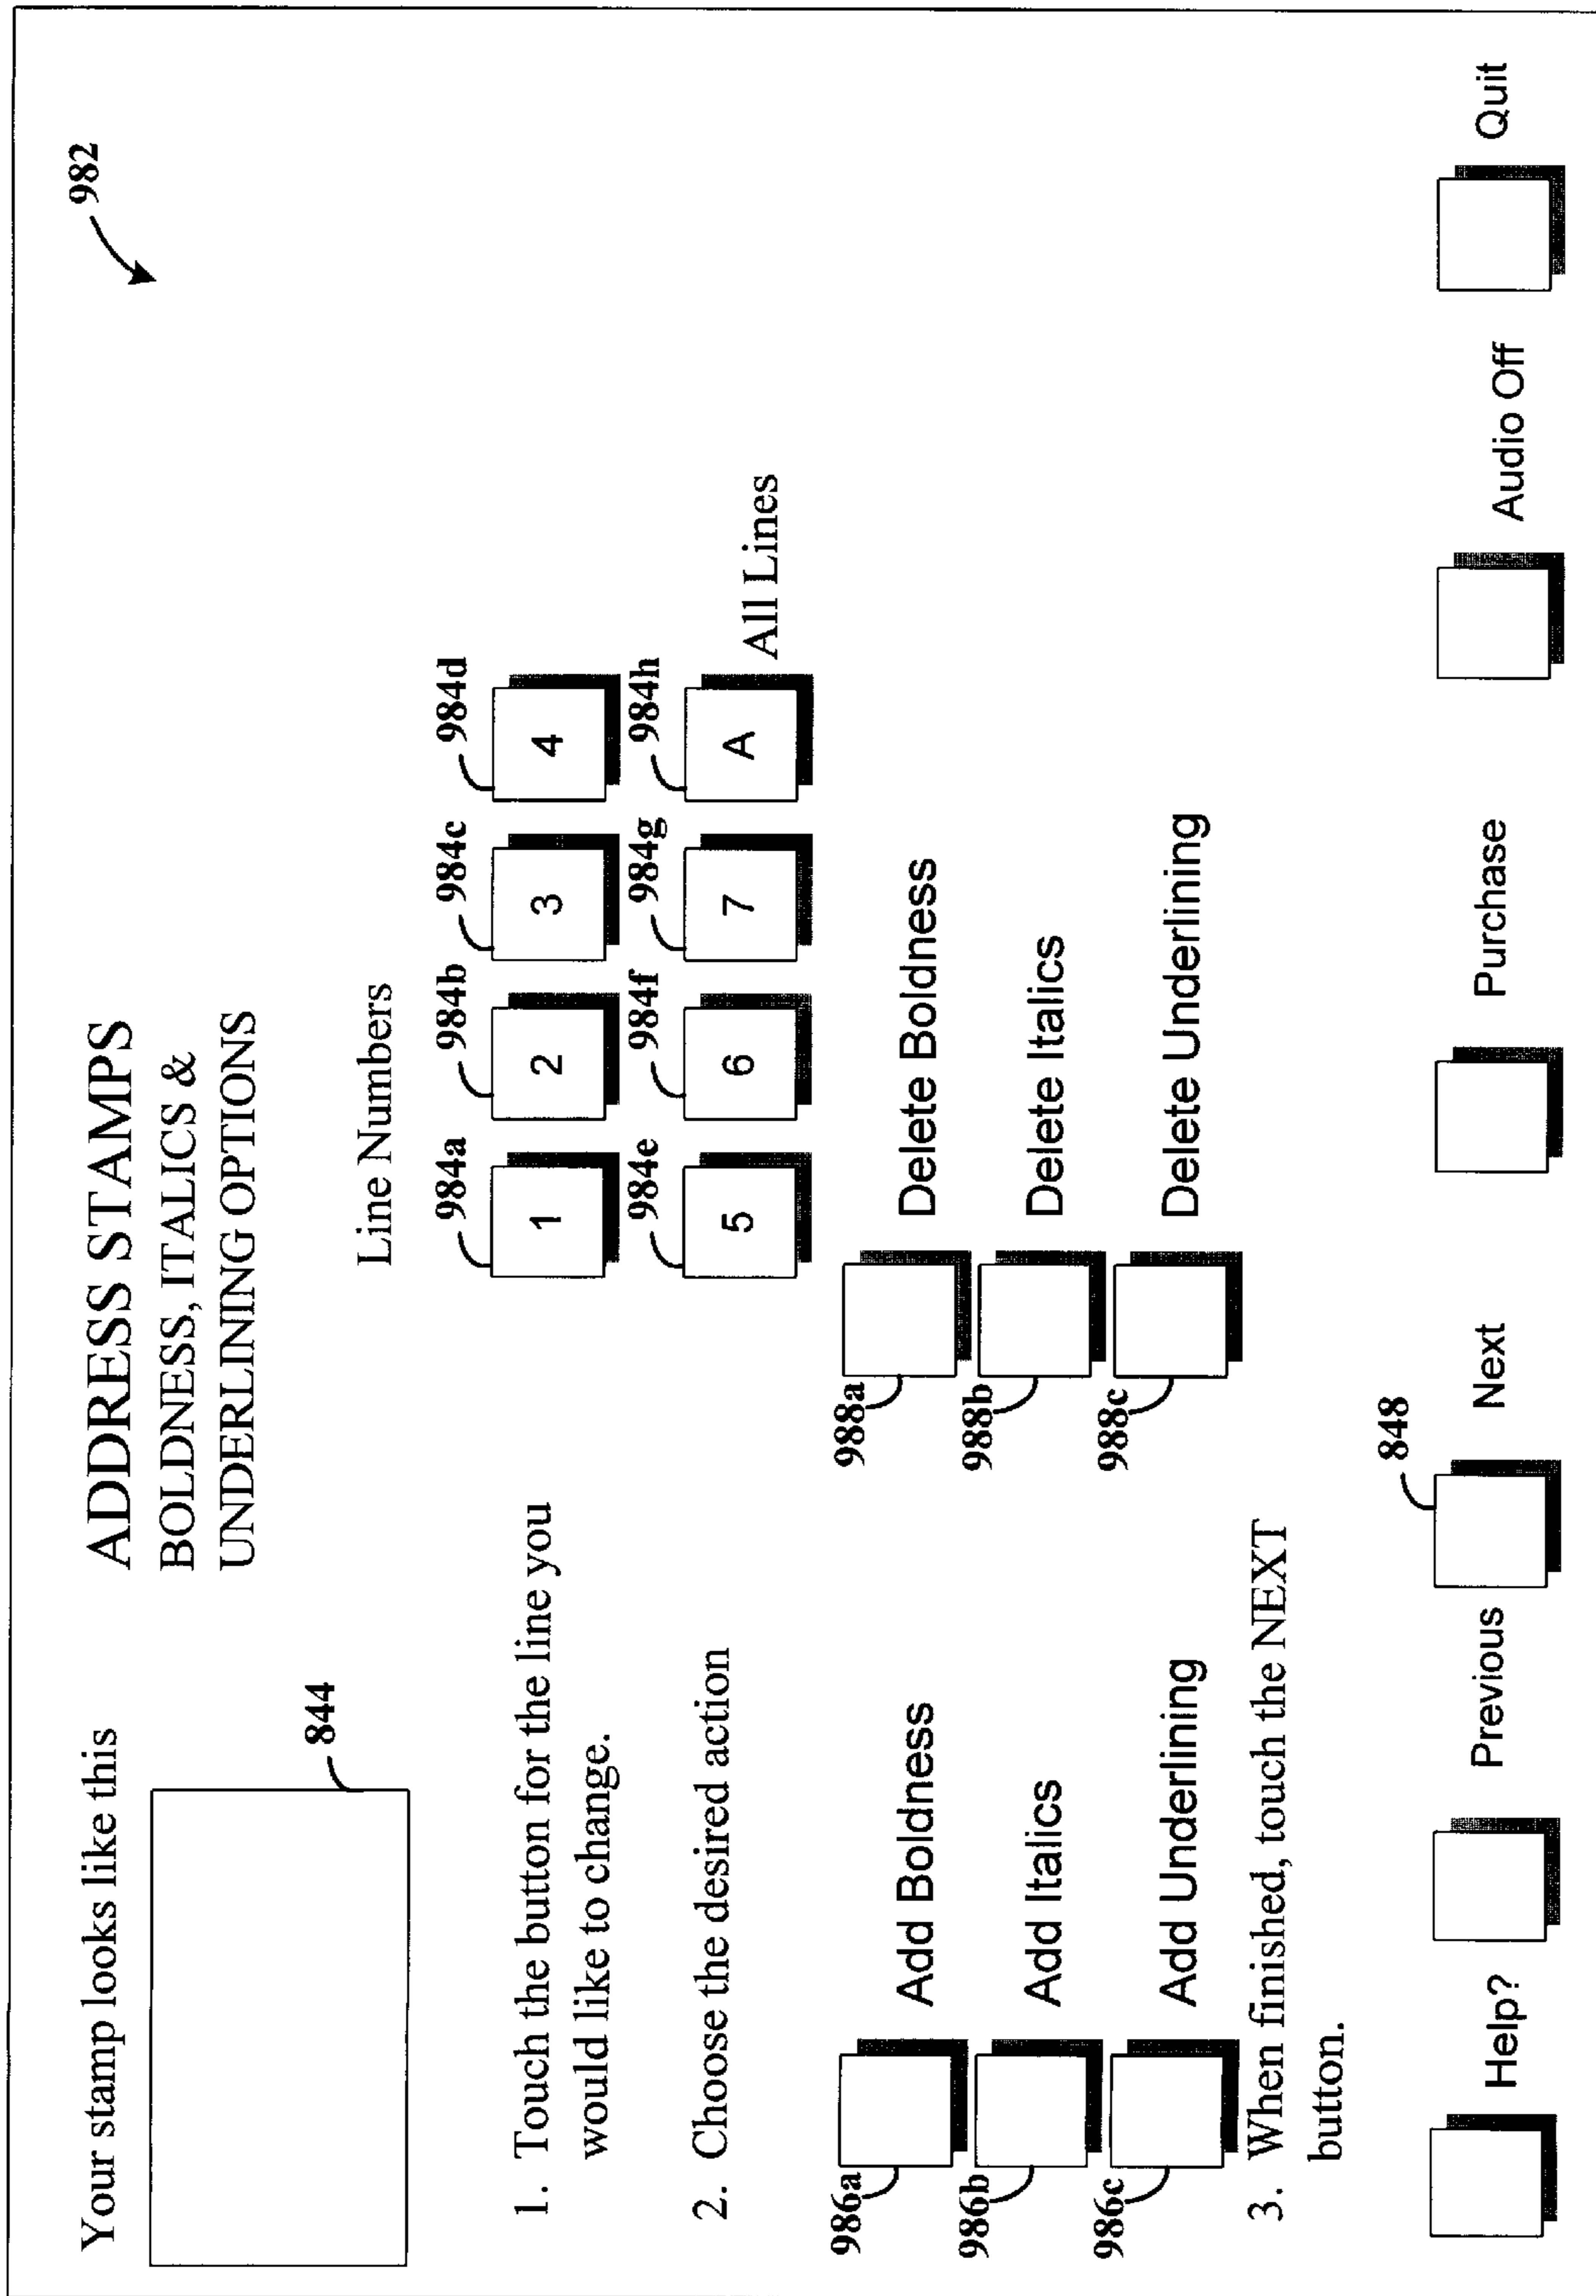 Your stamp looks like this
844
ADDRESS STAMPS
BOLDNESS, ITALICS &
UNDERLINING OPTIONS
982
1. Touch the button for the line you
would like to change.
Line Numbers
984a 984b 984c 984d
1 2 3 4
984e 984f 984g 984h
5 6 7 A All Lines
2. Choose the desired action
986a Add Boldness 988a Delete Boldness
986b Add Italics 988b Delete Italics
986c Add Underlining 988c Delete Underlining
3. When finished, touch the NEXT
button.
848
Help? Previous Next Purchase Audio Off Quit